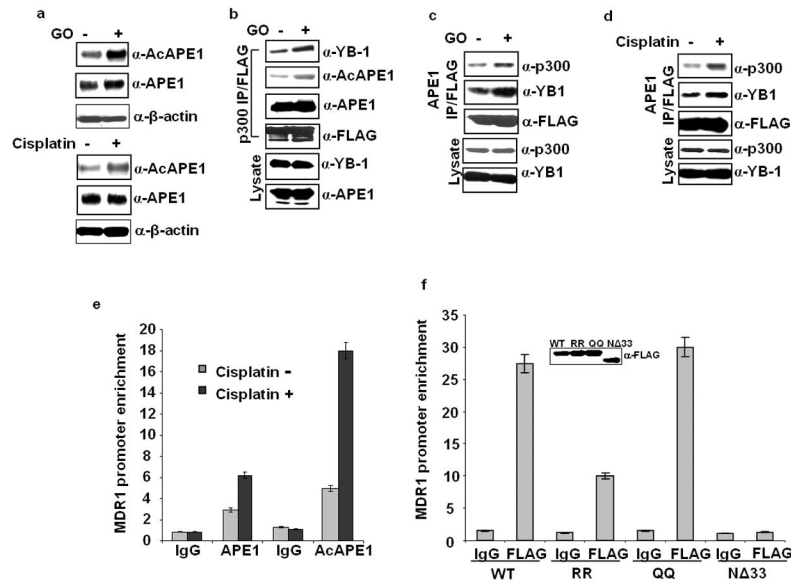 a
GO - +
α-AcAPE1
α-APE1
α-β-actin
Cisplatin - +
α-AcAPE1
α-APE1
α-β-actin
b
GO - +
p300 IP/FLAG
α-YB-1
α-AcAPE1
α-APE1
α-FLAG
Lysate
α-YB-1
α-APE1
c
GO - +
APE1
IP/FLAG
α-p300
α-YB1
α-FLAG
Lysate
α-p300
α-YB1
d
Cisplatin - +
APE1
IP/FLAG
α-p300
α-YB1
α-FLAG
Lysate
α-p300
α-YB1
e
MDR1 promoter enrichment
20
18
16
14
12
10
8
6
4
2
0
Cisplatin -
Cisplatin +
IgG APE1 IgG AcAPE1
f
MDR1 promoter enrichment
35
30
25
20
15
10
5
0
WT RR QQ NΔ33
α-FLAG
IgG FLAG IgG FLAG IgG FLAG IgG FLAG
WT RR QQ NΔ33